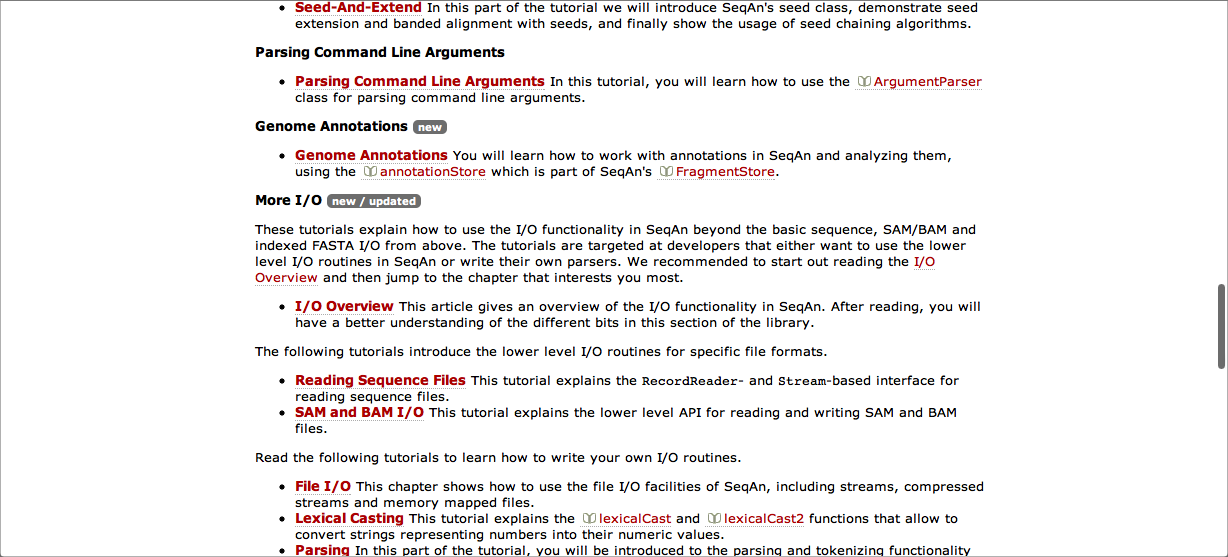 Seed-And-Extend In this part of the tutorial we will introduce SeqAn's seed class, demonstrate seed
extension and banded alignment with seeds, and finally show the usage of seed chaining algorithms.
Parsing Command Line Arguments
Parsing Command Line Arguments In this tutorial, you will learn how to use the ArgumentParser
class for parsing command line arguments.
Genome Annotations new
Genome Annotations You will learn how to work with annotations in SeqAn and analyzing them,
using the annotationStore which is part of SeqAn's FragmentStore.
More I/O new / updated
These tutorials explain how to use the I/O functionality in SeqAn beyond the basic sequence, SAM/BAM and
indexed FASTA I/O from above. The tutorials are targeted at developers that either want to use the lower
level I/O routines in SeqAn or write their own parsers. We recommended to start out reading the I/O
Overview and then jump to the chapter that interests you most.
I/O Overview This article gives an overview of the I/O functionality in SeqAn. After reading, you will
have a better understanding of the different bits in this section of the library.
The following tutorials introduce the lower level I/O routines for specific file formats.
Reading Sequence Files This tutorial explains the RecordReader- and Stream-based interface for
reading sequence files.
SAM and BAM I/O This tutorial explains the lower level API for reading and writing SAM and BAM
files.
Read the following tutorials to learn how to write your own I/O routines.
File I/O This chapter shows how to use the file I/O facilities of SeqAn, including streams, compressed
streams and memory mapped files.
Lexical Casting This tutorial explains the lexicalCast and lexicalCast2 functions that allow to
convert strings representing numbers into their numeric values.
Parsing In this part of the tutorial, you will be introduced to the parsing and tokenizing functionality